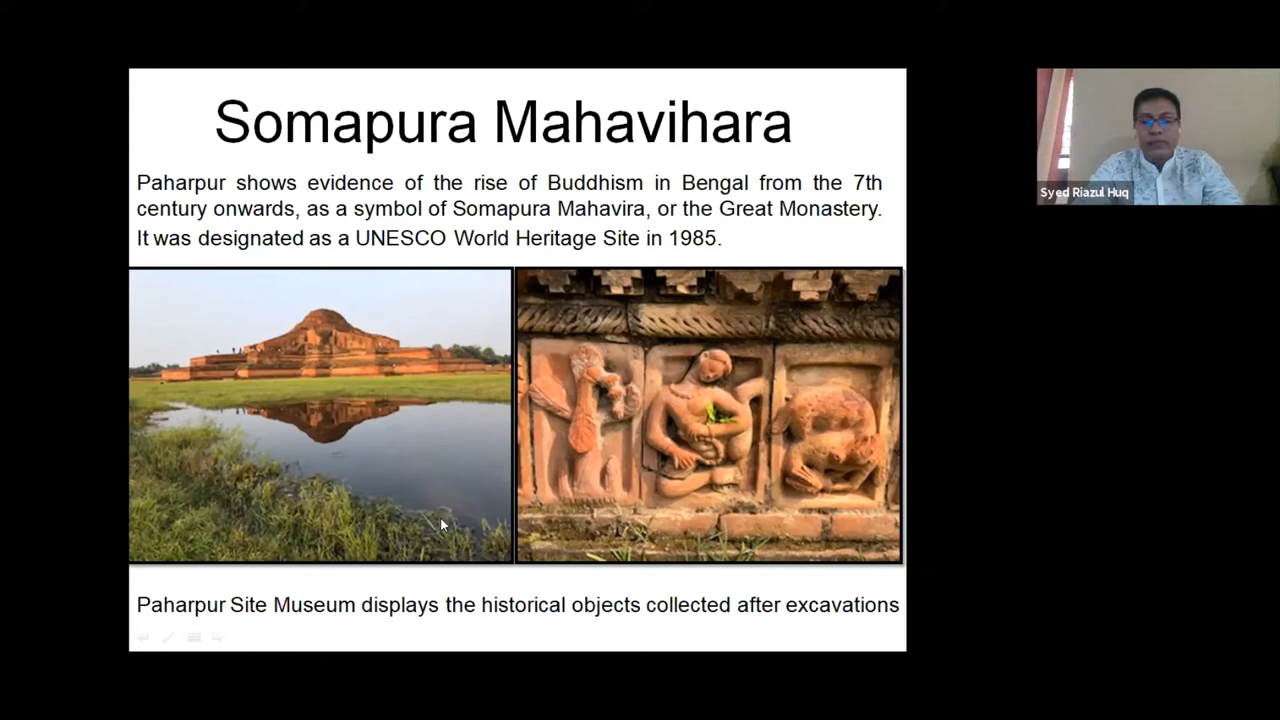 Somapura Mahavihara
Paharpur shows evidence of the rise of Buddhism in Bengal from the 7th
century onwards, as a symbol of Somapura Mahavira, or the Great Monastery.
It was designated as a UNESCO World Heritage Site in 1985.
Syed Riazul Huq
Paharpur Site Museum displays the historical objects collected after excavations